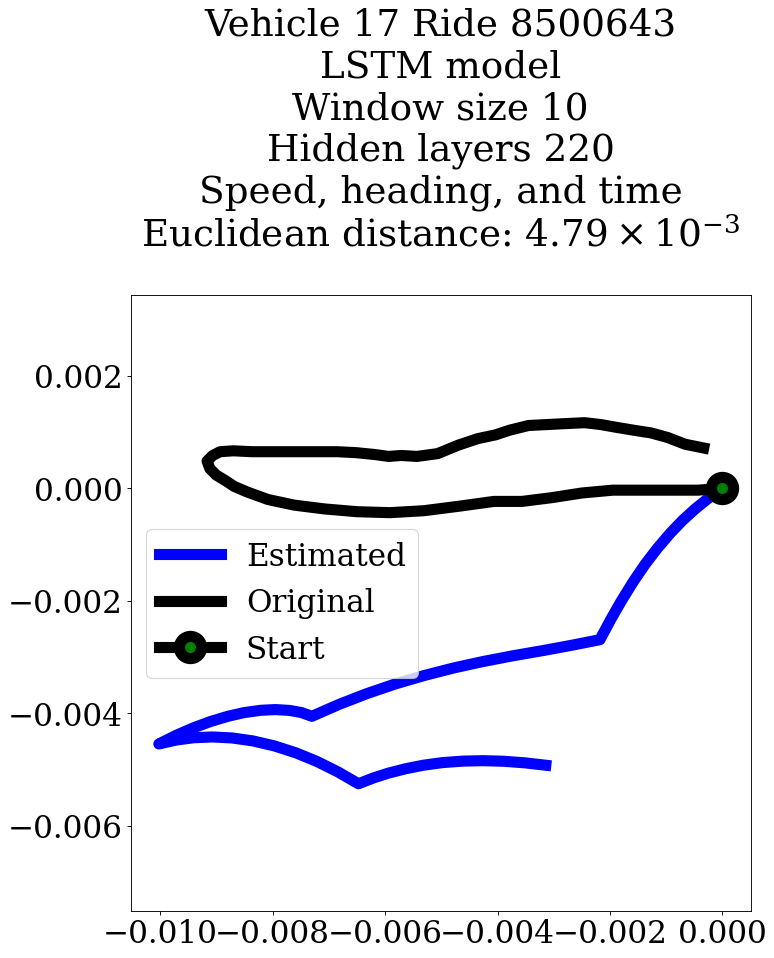 Vehicle 17 Ride 8500643
LSTM model
Window size 10
Hidden layers 220
Speed, heading, and time
Euclidean distance: 4.79 × 10⁻³
0.002
0.000
−0.002
−0.004
−0.006
Estimated
Original
Start
−0.010 −0.008 −0.006 −0.004 −0.002 0.000